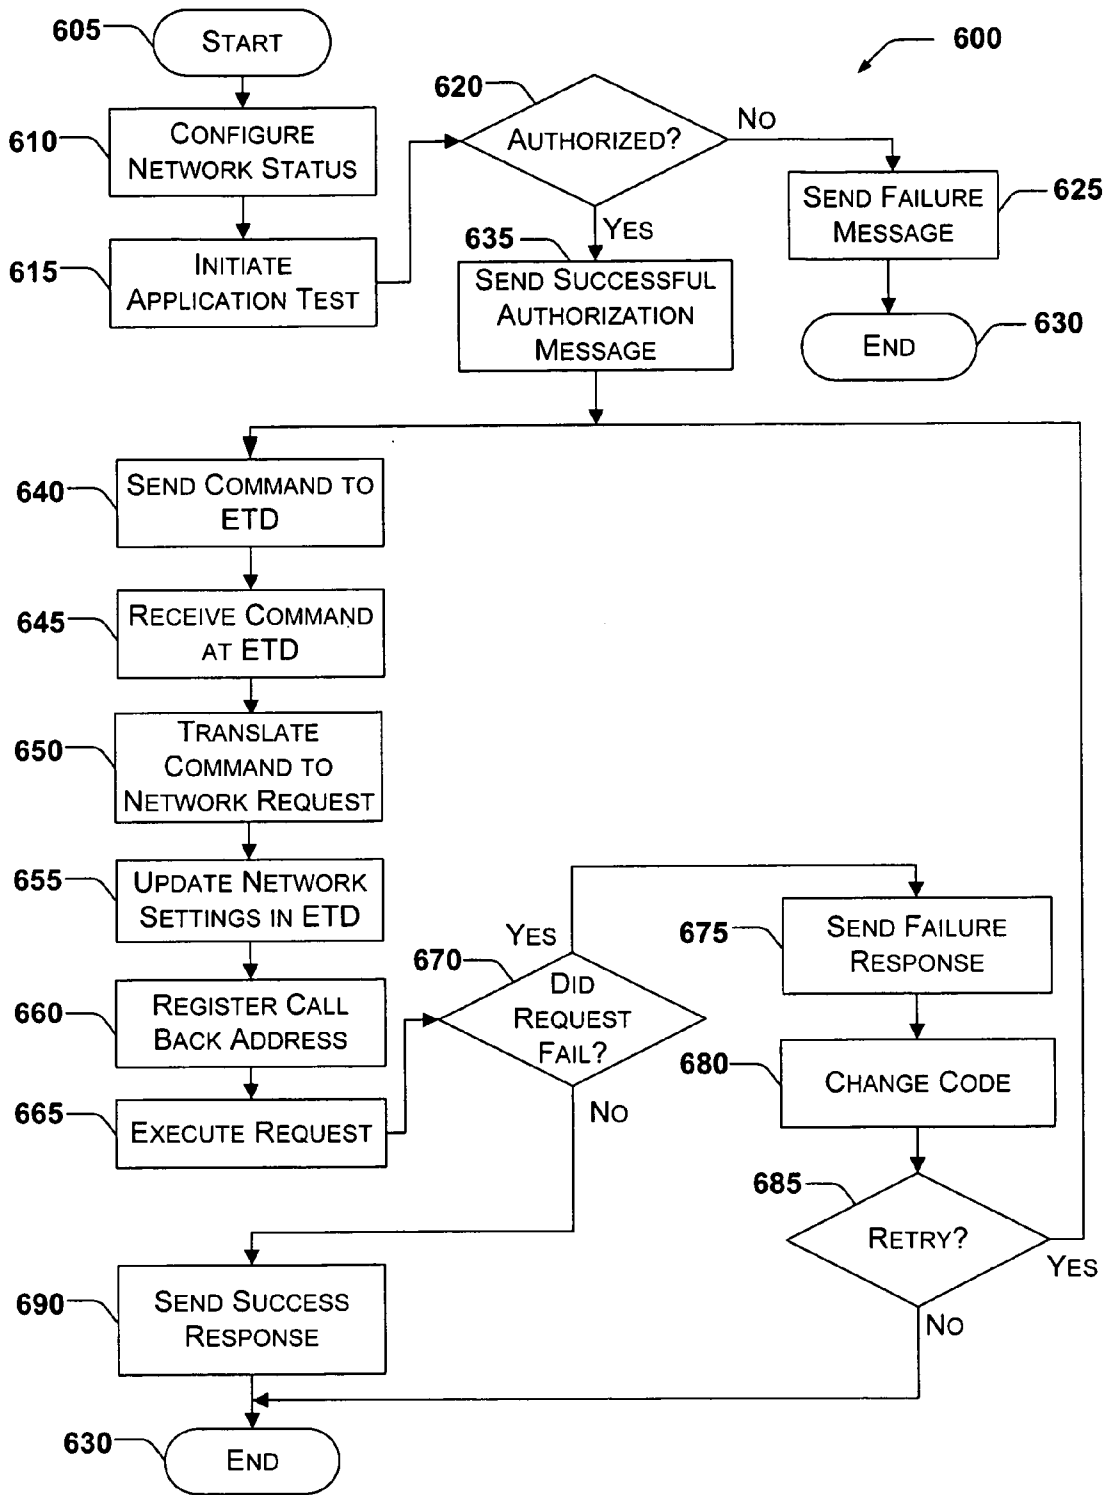 605
START
600
610
CONFIGURE
NETWORK STATUS
615
INITIATE
APPLICATION TEST
620
AUTHORIZED?
NO
YES
625
SEND FAILURE
MESSAGE
630
END
635
SEND SUCCESSFUL
AUTHORIZATION
MESSAGE
640
SEND COMMAND TO
ETD
645
RECEIVE COMMAND
AT ETD
650
TRANSLATE
COMMAND TO
NETWORK REQUEST
655
UPDATE NETWORK
SETTINGS IN ETD
660
REGISTER CALL
BACK ADDRESS
665
EXECUTE REQUEST
670
DID
REQUEST
FAIL?
YES
NO
675
SEND FAILURE
RESPONSE
680
CHANGE CODE
685
RETRY?
YES
NO
690
SEND SUCCESS
RESPONSE
630
END